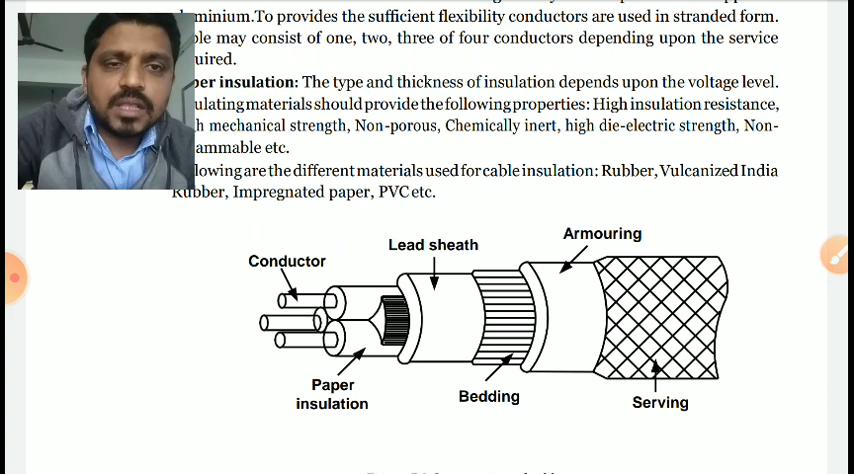 minium.To provides the sufficient flexibility conductors are used in stranded form.
ble may consist of one, two, three of four conductors depending upon the service
uired.
per insulation: The type and thickness of insulation depends upon the voltage level.
ulating materials should provide the following properties: High insulation resistance,
h mechanical strength, Non-porous, Chemically inert, high die-electric strength, Non-
ammable etc.
lowing are the different materials used for cable insulation: Rubber, Vulcanized India
Rubber, Impregnated paper, PVC etc.
Armouring
Lead sheath
Conductor
Paper
insulation
Bedding
Serving